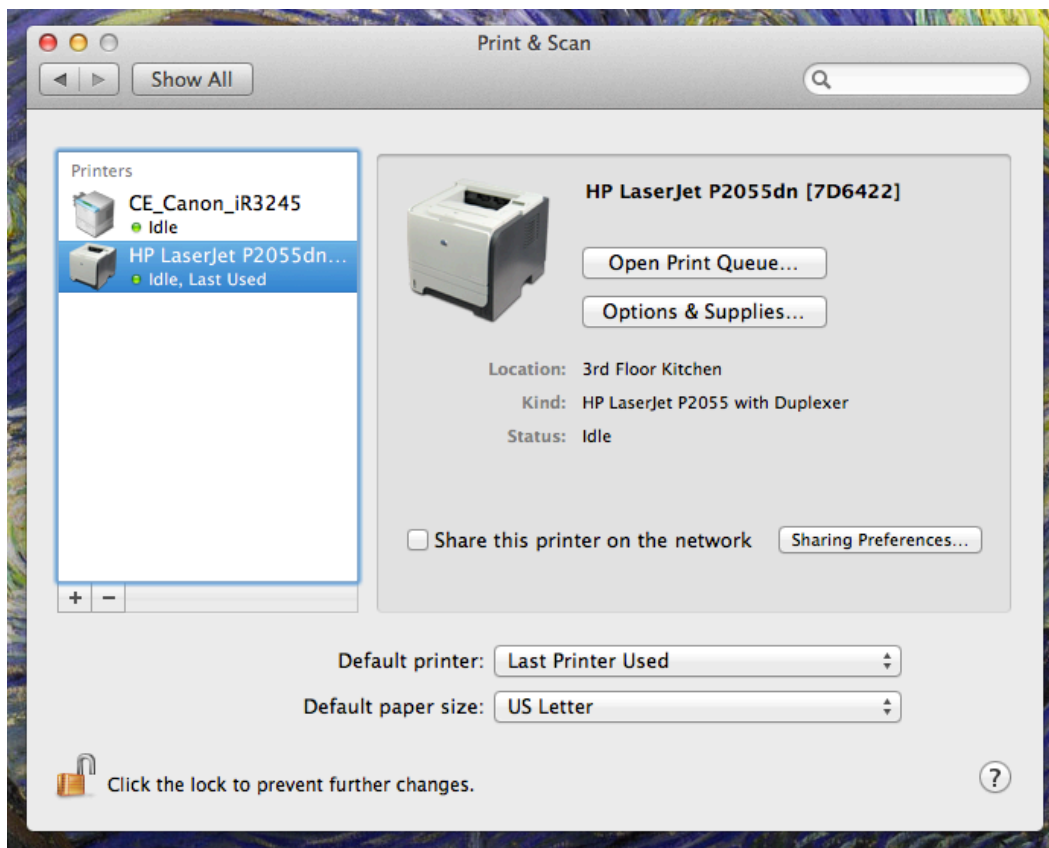 Print & Scan
Show All
Printers
CE_Canon_iR3245
Idle
HP LaserJet P2055dn...
Idle, Last Used
HP LaserJet P2055dn [7D6422]
Open Print Queue...
Options & Supplies...
Location: 3rd Floor Kitchen
Kind: HP LaserJet P2055 with Duplexer
Status: Idle
Share this printer on the network Sharing Preferences...
+ −
Default printer: Last Printer Used
Default paper size: US Letter
Click the lock to prevent further changes. ?